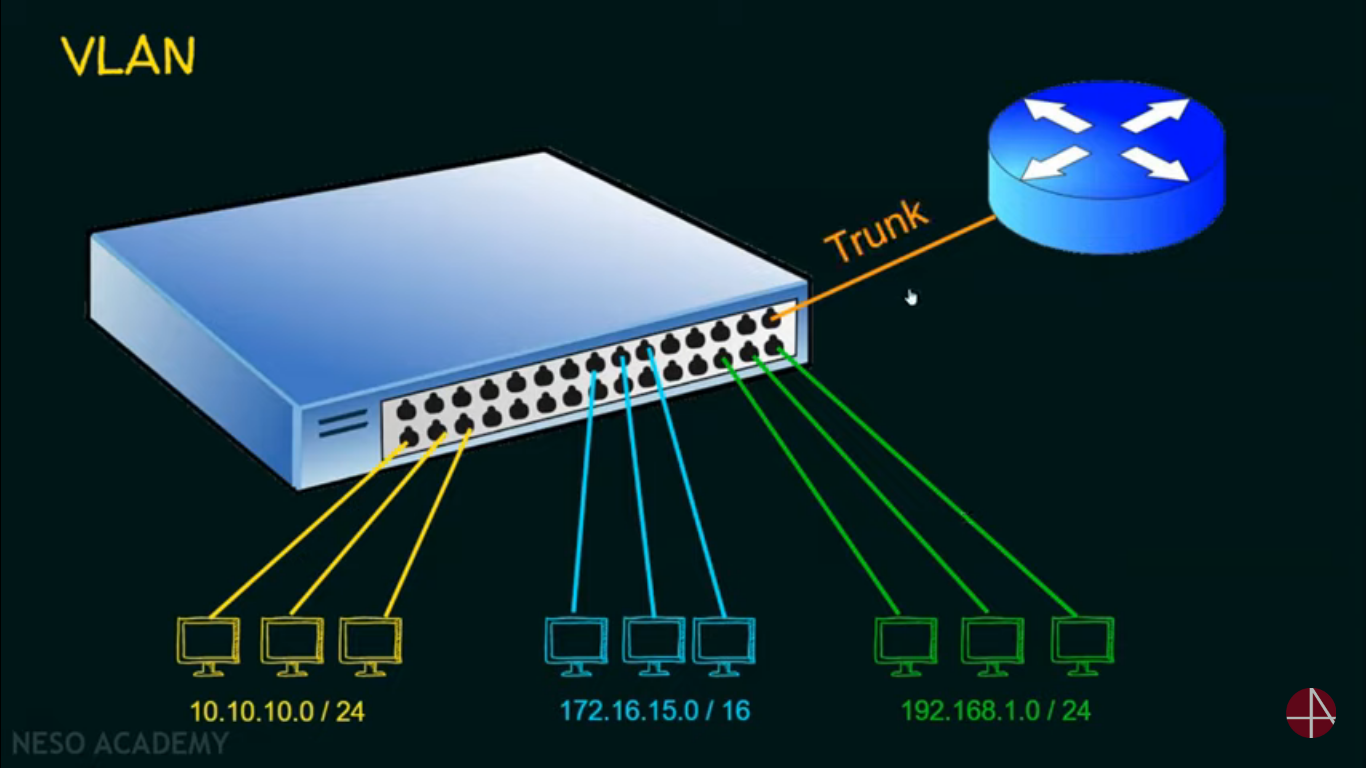 VLAN
Trunk
10.10.10.0 / 24
172.16.15.0 / 16
192.168.1.0 / 24
NESO ACADEMY